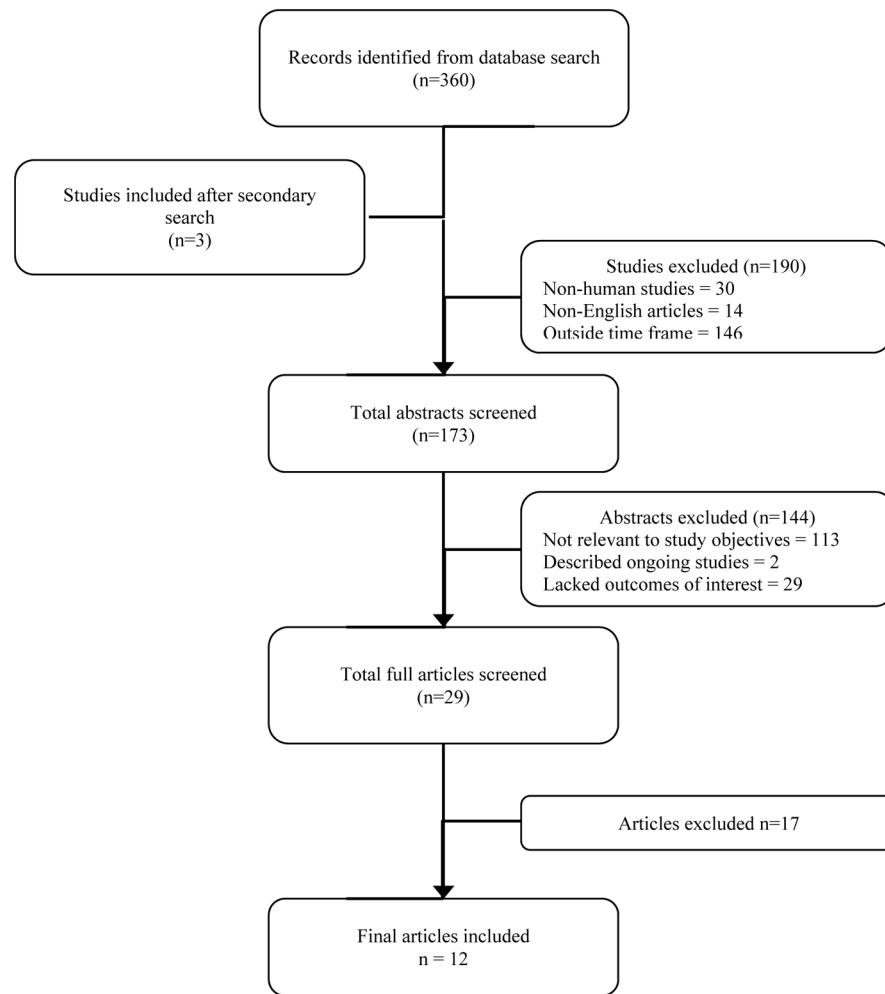 Records identified from database search
(n=360)
Studies included after secondary
search
(n=3)
Studies excluded (n=190)
Non-human studies = 30
Non-English articles = 14
Outside time frame = 146
Total abstracts screened
(n=173)
Abstracts excluded (n=144)
Not relevant to study objectives = 113
Described ongoing studies = 2
Lacked outcomes of interest = 29
Total full articles screened
(n=29)
Articles excluded n=17
Final articles included
n = 12